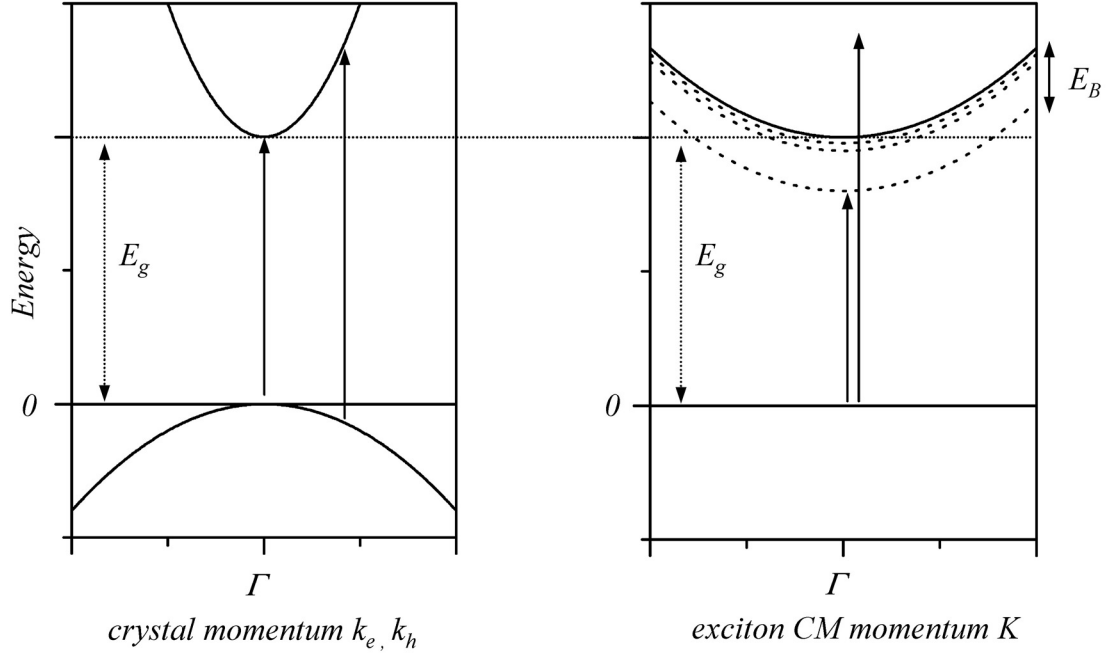 Energy
E_g
0
Γ
crystal momentum k_e, k_h
E_B
E_g
0
Γ
exciton CM momentum K